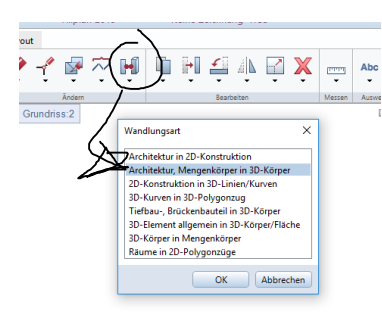 yout
Ändern
Bearbeiten
Messen
Abc
Grundriss:2
Wandlungsart
Architektur in 2D-Konstruktion
Architektur, Mengenkörper in 3D-Körper
2D-Konstruktion in 3D-Linien/Kurven
3D-Kurven in 3D-Polygonzug
Tiefbau-, Brückenbauteil in 3D-Körper
3D-Element allgemein in 3D-Körper/Fläche
3D-Körper in Mengenkörper
Räume in 2D-Polygonzüge
OK
Abbrechen